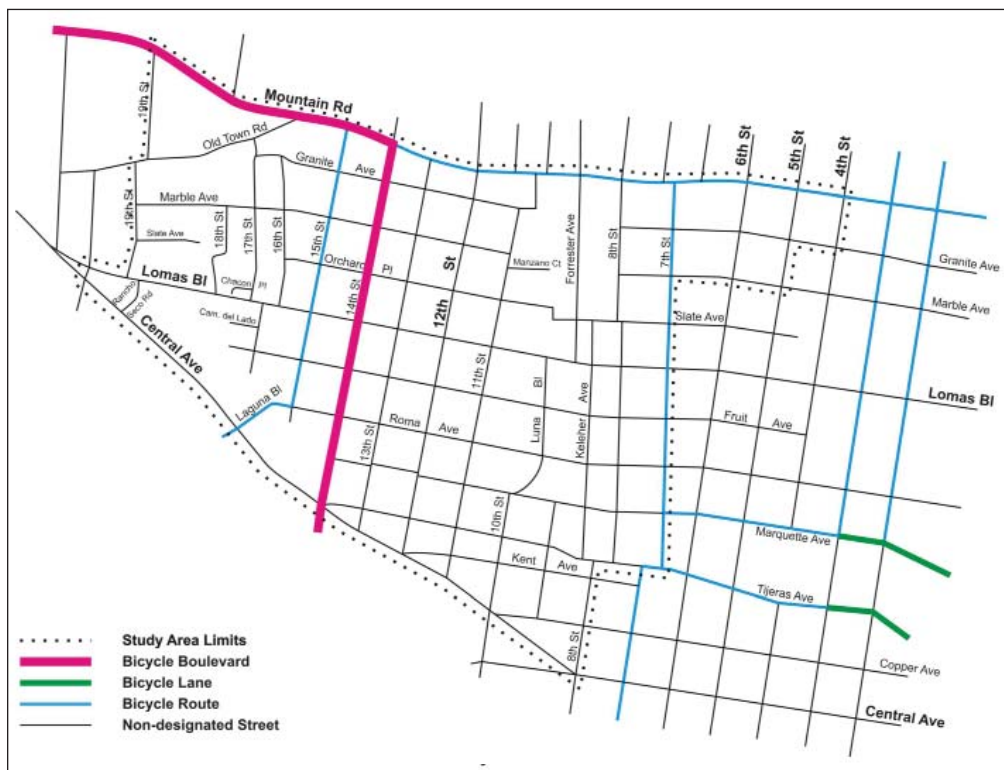 Mountain Rd
19th St
Old Town Rd
Granite Ave
6th St
5th St
4th St
19th St
Marble Ave
Slate Ave
18th St
17th St
16th St
15th St
Orchard Pl
14th St
12th St
Manzano Ct
Forrester Ave
8th St
7th St
Granite Ave
Marble Ave
Lomas Bl
Chacon Pl
Rancho
Seco Rd
Cam. del Lado
Slate Ave
Central Ave
11th St
Lomas Bl
Laguna Bl
Roma Ave
Luna Bl
Keleher Ave
Fruit Ave
13th St
10th St
Marquette Ave
Kent Ave
Tijeras Ave
8th St
Copper Ave
Central Ave
Study Area Limits
Bicycle Boulevard
Bicycle Lane
Bicycle Route
Non-designated Street